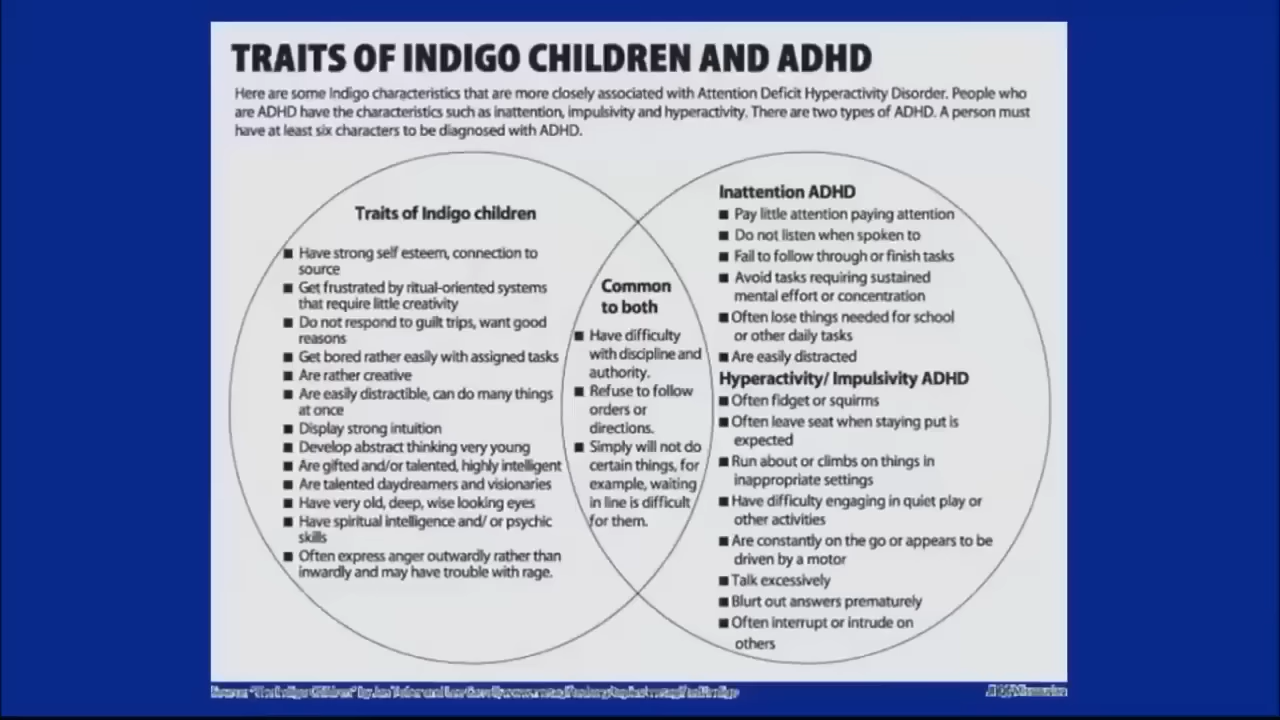 TRAITS OF INDIGO CHILDREN AND ADHD
Here are some Indigo characteristics that are more closely associated with Attention Deficit Hyperactivity Disorder. People who
are ADHD have the characteristics such as inattention, impulsivity and hyperactivity. There are two types of ADHD. A person must
have at least six characters to be diagnosed with ADHD.
Traits of Indigo children
■ Have strong self esteem, connection to
source
■ Get frustrated by ritual-oriented systems
that require little creativity
■ Do not respond to guilt trips, want good
reasons
■ Get bored rather easily with assigned tasks
■ Are rather creative
■ Are easily distractible, can do many things
at once
■ Display strong intuition
■ Develop abstract thinking very young
■ Are gifted and/or talented, highly intelligent
■ Are talented daydreamers and visionaries
■ Have very old, deep, wise looking eyes
■ Have spiritual intelligence and/ or psychic
skills
■ Often express anger outwardly rather than
inwardly and may have trouble with rage.
Common
to both
■ Have difficulty
with discipline and
authority.
■ Refuse to follow
orders or
directions.
■ Simply will not do
certain things, for
example, waiting
in line is difficult
for them.
Inattention ADHD
■ Pay little attention paying attention
■ Do not listen when spoken to
■ Fail to follow through or finish tasks
■ Avoid tasks requiring sustained
mental effort or concentration
■ Often lose things needed for school
or other daily tasks
■ Are easily distracted
Hyperactivity/ Impulsivity ADHD
■ Often fidget or squirms
■ Often leave seat when staying put is
expected
■ Run about or climbs on things in
inappropriate settings
■ Have difficulty engaging in quiet play or
other activities
■ Are constantly on the go or appears to be
driven by a motor
■ Talk excessively
■ Blurt out answers prematurely
■ Often interrupt or intrude on
others